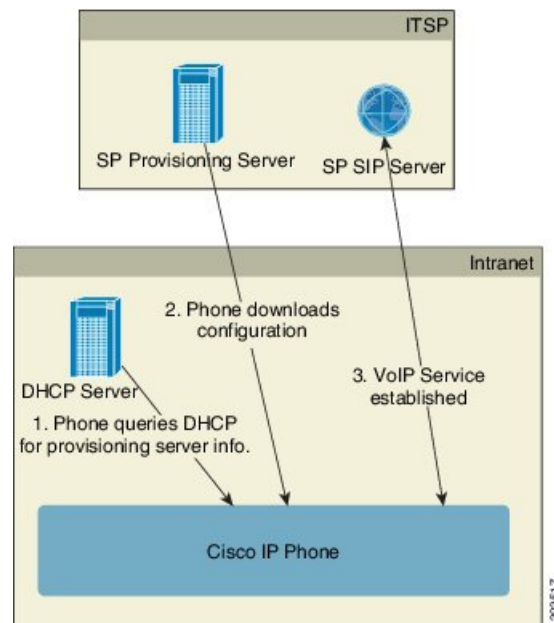 ITSP
SP Provisioning Server
SP SIP Server
Intranet
2. Phone downloads
configuration
DHCP Server
3. VoIP Service
established
1. Phone queries DHCP
for provisioning server info.
Cisco IP Phone